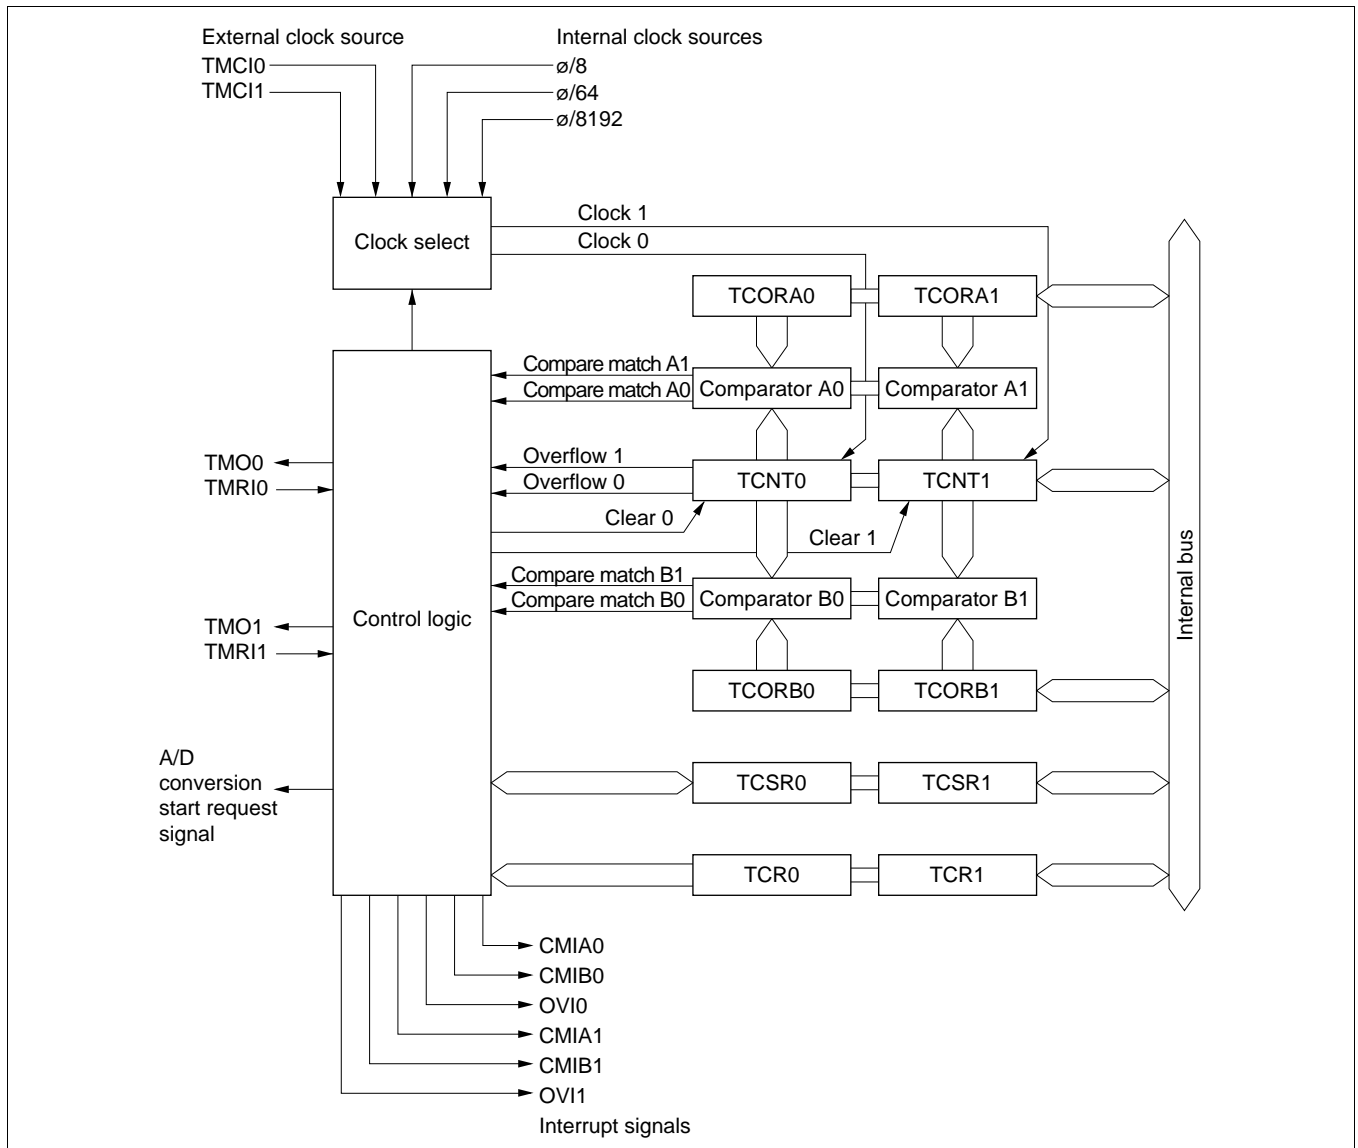 External clock source
Internal clock sources
TMCI0
TMCI1
ø/8
ø/64
ø/8192
Clock select
Clock 1
Clock 0
TCORA0
TCORA1
Compare match A1
Compare match A0
Comparator A0
Comparator A1
TMO0
TMRI0
Overflow 1
Overflow 0
TCNT0
TCNT1
Clear 0
Clear 1
Internal bus
Compare match B1
Compare match B0
Comparator B0
Comparator B1
Control logic
TMO1
TMRI1
TCORB0
TCORB1
A/D
conversion
start request
signal
TCSR0
TCSR1
TCR0
TCR1
CMIA0
CMIB0
OVI0
CMIA1
CMIB1
OVI1
Interrupt signals